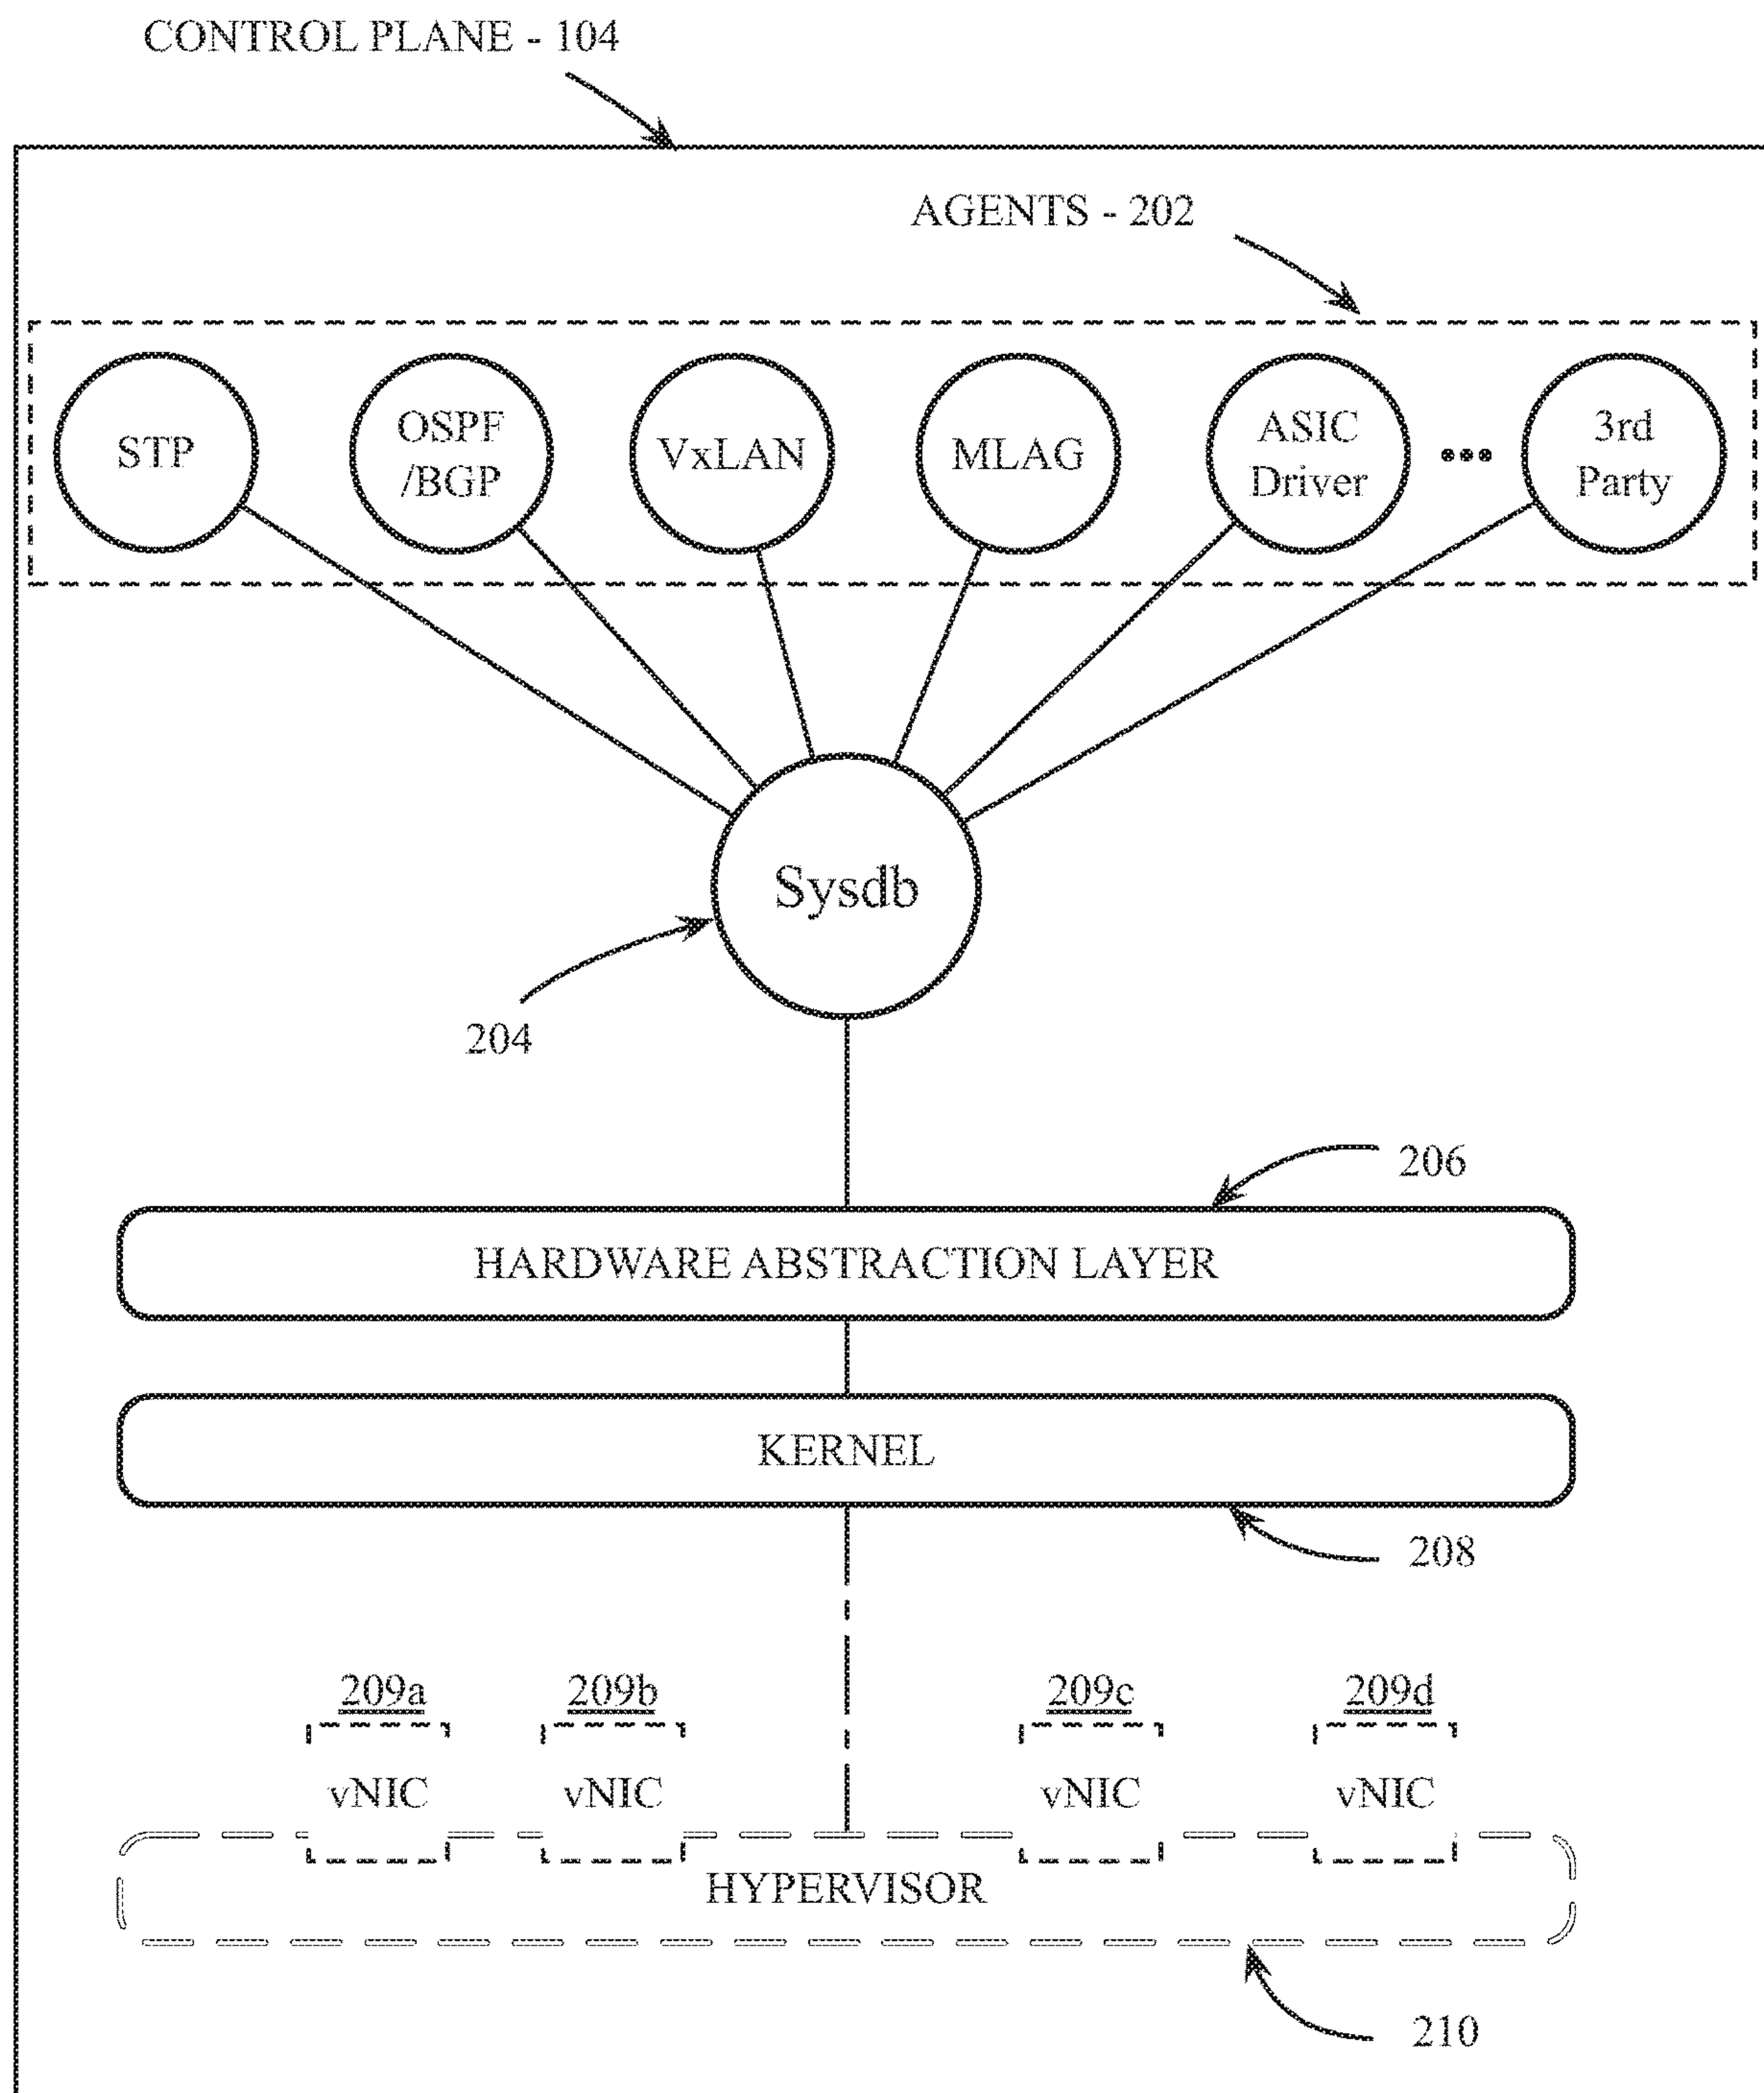 CONTROL PLANE - 104
AGENTS - 202
STP
OSPF
/BGP
VxLAN
MLAG
ASIC
Driver
3rd
Party
Sysdb
204
206
HARDWARE ABSTRACTION LAYER
KERNEL
208
209a
209b
209c
209d
vNIC
vNIC
vNIC
vNIC
HYPERVISOR
210